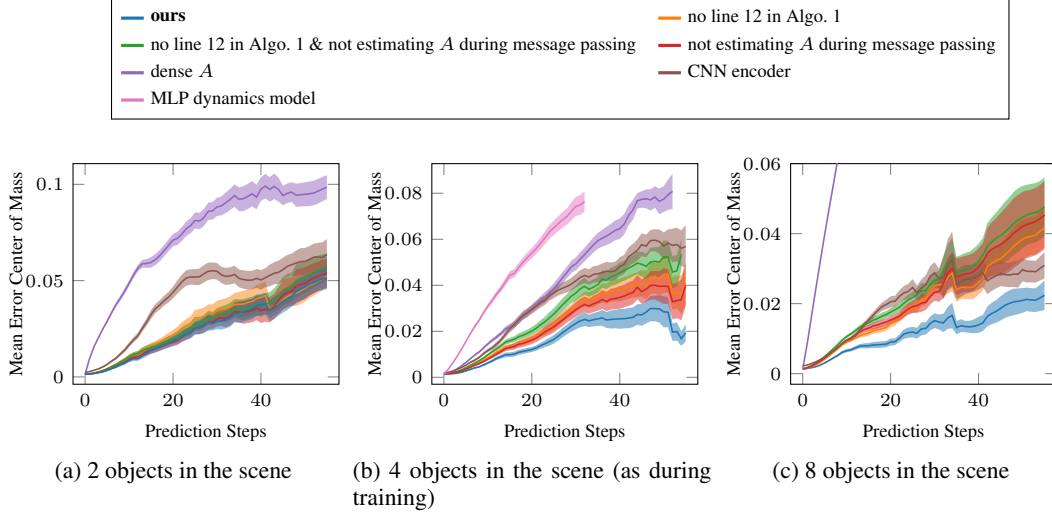 ours
no line 12 in Algo. 1
no line 12 in Algo. 1 & not estimating A during message passing
not estimating A during message passing
dense A
CNN encoder
MLP dynamics model
Mean Error Center of Mass
0.1
0.05
0
0 20 40
Prediction Steps
(a) 2 objects in the scene
Mean Error Center of Mass
0.08
0.06
0.04
0.02
0.000
0 20 40
Prediction Steps
(b) 4 objects in the scene (as during
training)
Mean Error Center of Mass
0.06
0.04
0.02
0
0 20 40
Prediction Steps
(c) 8 objects in the scene